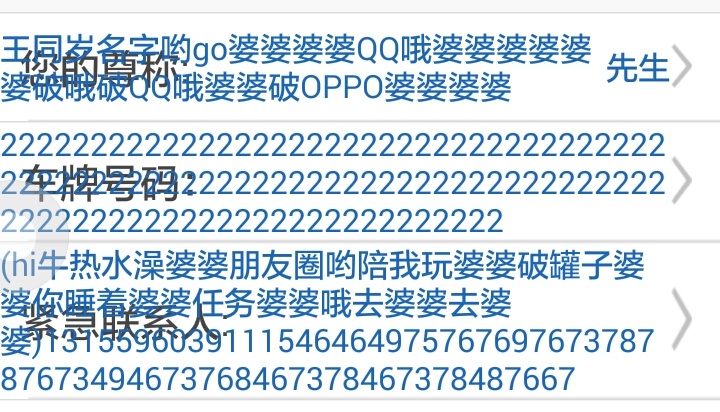 您的尊称:
王同岁名字哟go婆婆婆婆QQ哦婆婆婆婆婆婆
婆破哦破QQ哦婆婆破OPPO婆婆婆婆
先生
车牌号码:
2222222222222222222222222222222222222
2222222222222222222222222222222222222
2222222222222222222222222222
紧急联系人:
(hi牛热水澡婆婆朋友圈哟陪我玩婆婆破罐子婆
婆你睡着婆婆任务婆婆哦去婆婆去婆
婆)13155960391115464649757676976737​87
87673494673768467378467378487667